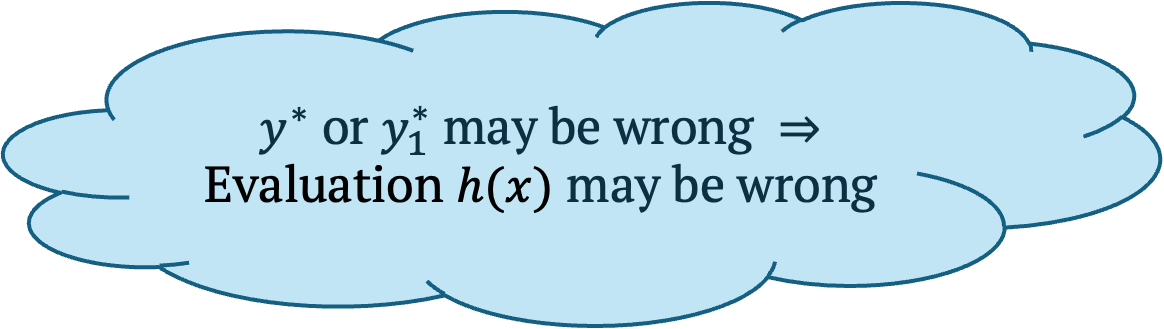 y* or y₁* may be wrong ⇒
Evaluation h(x) may be wrong